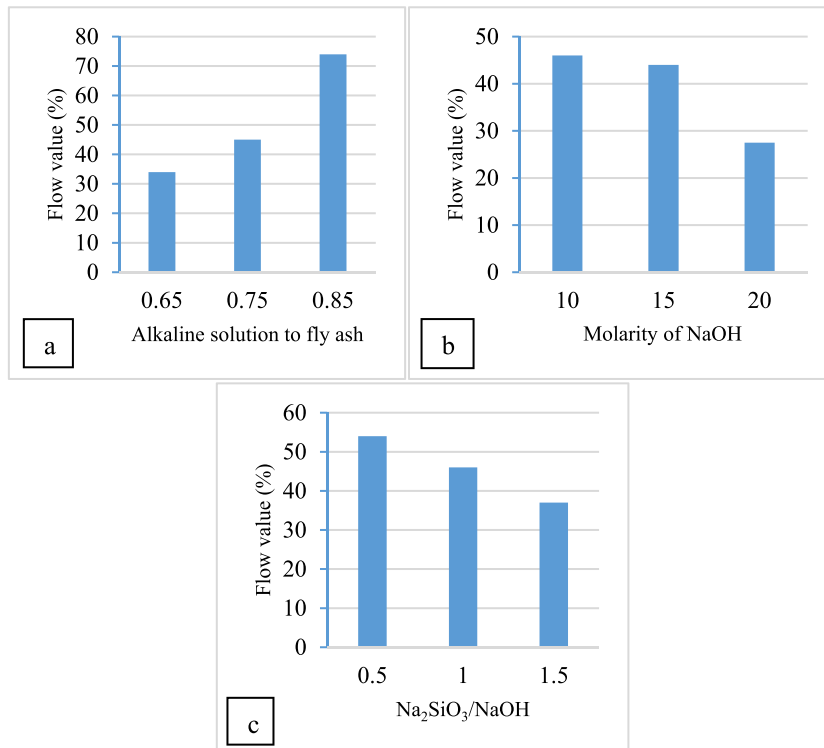 80
70
60
50
40
30
20
10
0
Flow value (%)
0.65 0.75 0.85
Alkaline solution to fly ash
a
50
40
30
20
10
0
Flow value (%)
10 15 20
Molarity of NaOH
b
60
50
40
30
20
10
0
Flow value (%)
0.5 1 1.5
Na₂SiO₃/NaOH
c